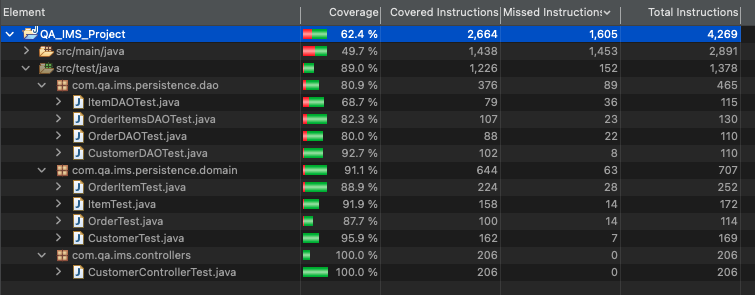 Element Coverage Covered Instructions Missed Instructions Total Instructions
QA_IMS_Project 62.4 % 2,664 1,605 4,269
src/main/java 49.7 % 1,438 1,453 2,891
src/test/java 89.0 % 1,226 152 1,378
com.qa.ims.persistence.dao 80.9 % 376 89 465
ItemDAOTest.java 68.7 % 79 36 115
OrderItemsDAOTest.java 82.3 % 107 23 130
OrderDAOTest.java 80.0 % 88 22 110
CustomerDAOTest.java 92.7 % 102 8 110
com.qa.ims.persistence.domain 91.1 % 644 63 707
OrderItemTest.java 88.9 % 224 28 252
ItemTest.java 91.9 % 158 14 172
OrderTest.java 87.7 % 100 14 114
CustomerTest.java 95.9 % 162 7 169
com.qa.ims.controllers 100.0 % 206 0 206
CustomerControllerTest.java 100.0 % 206 0 206